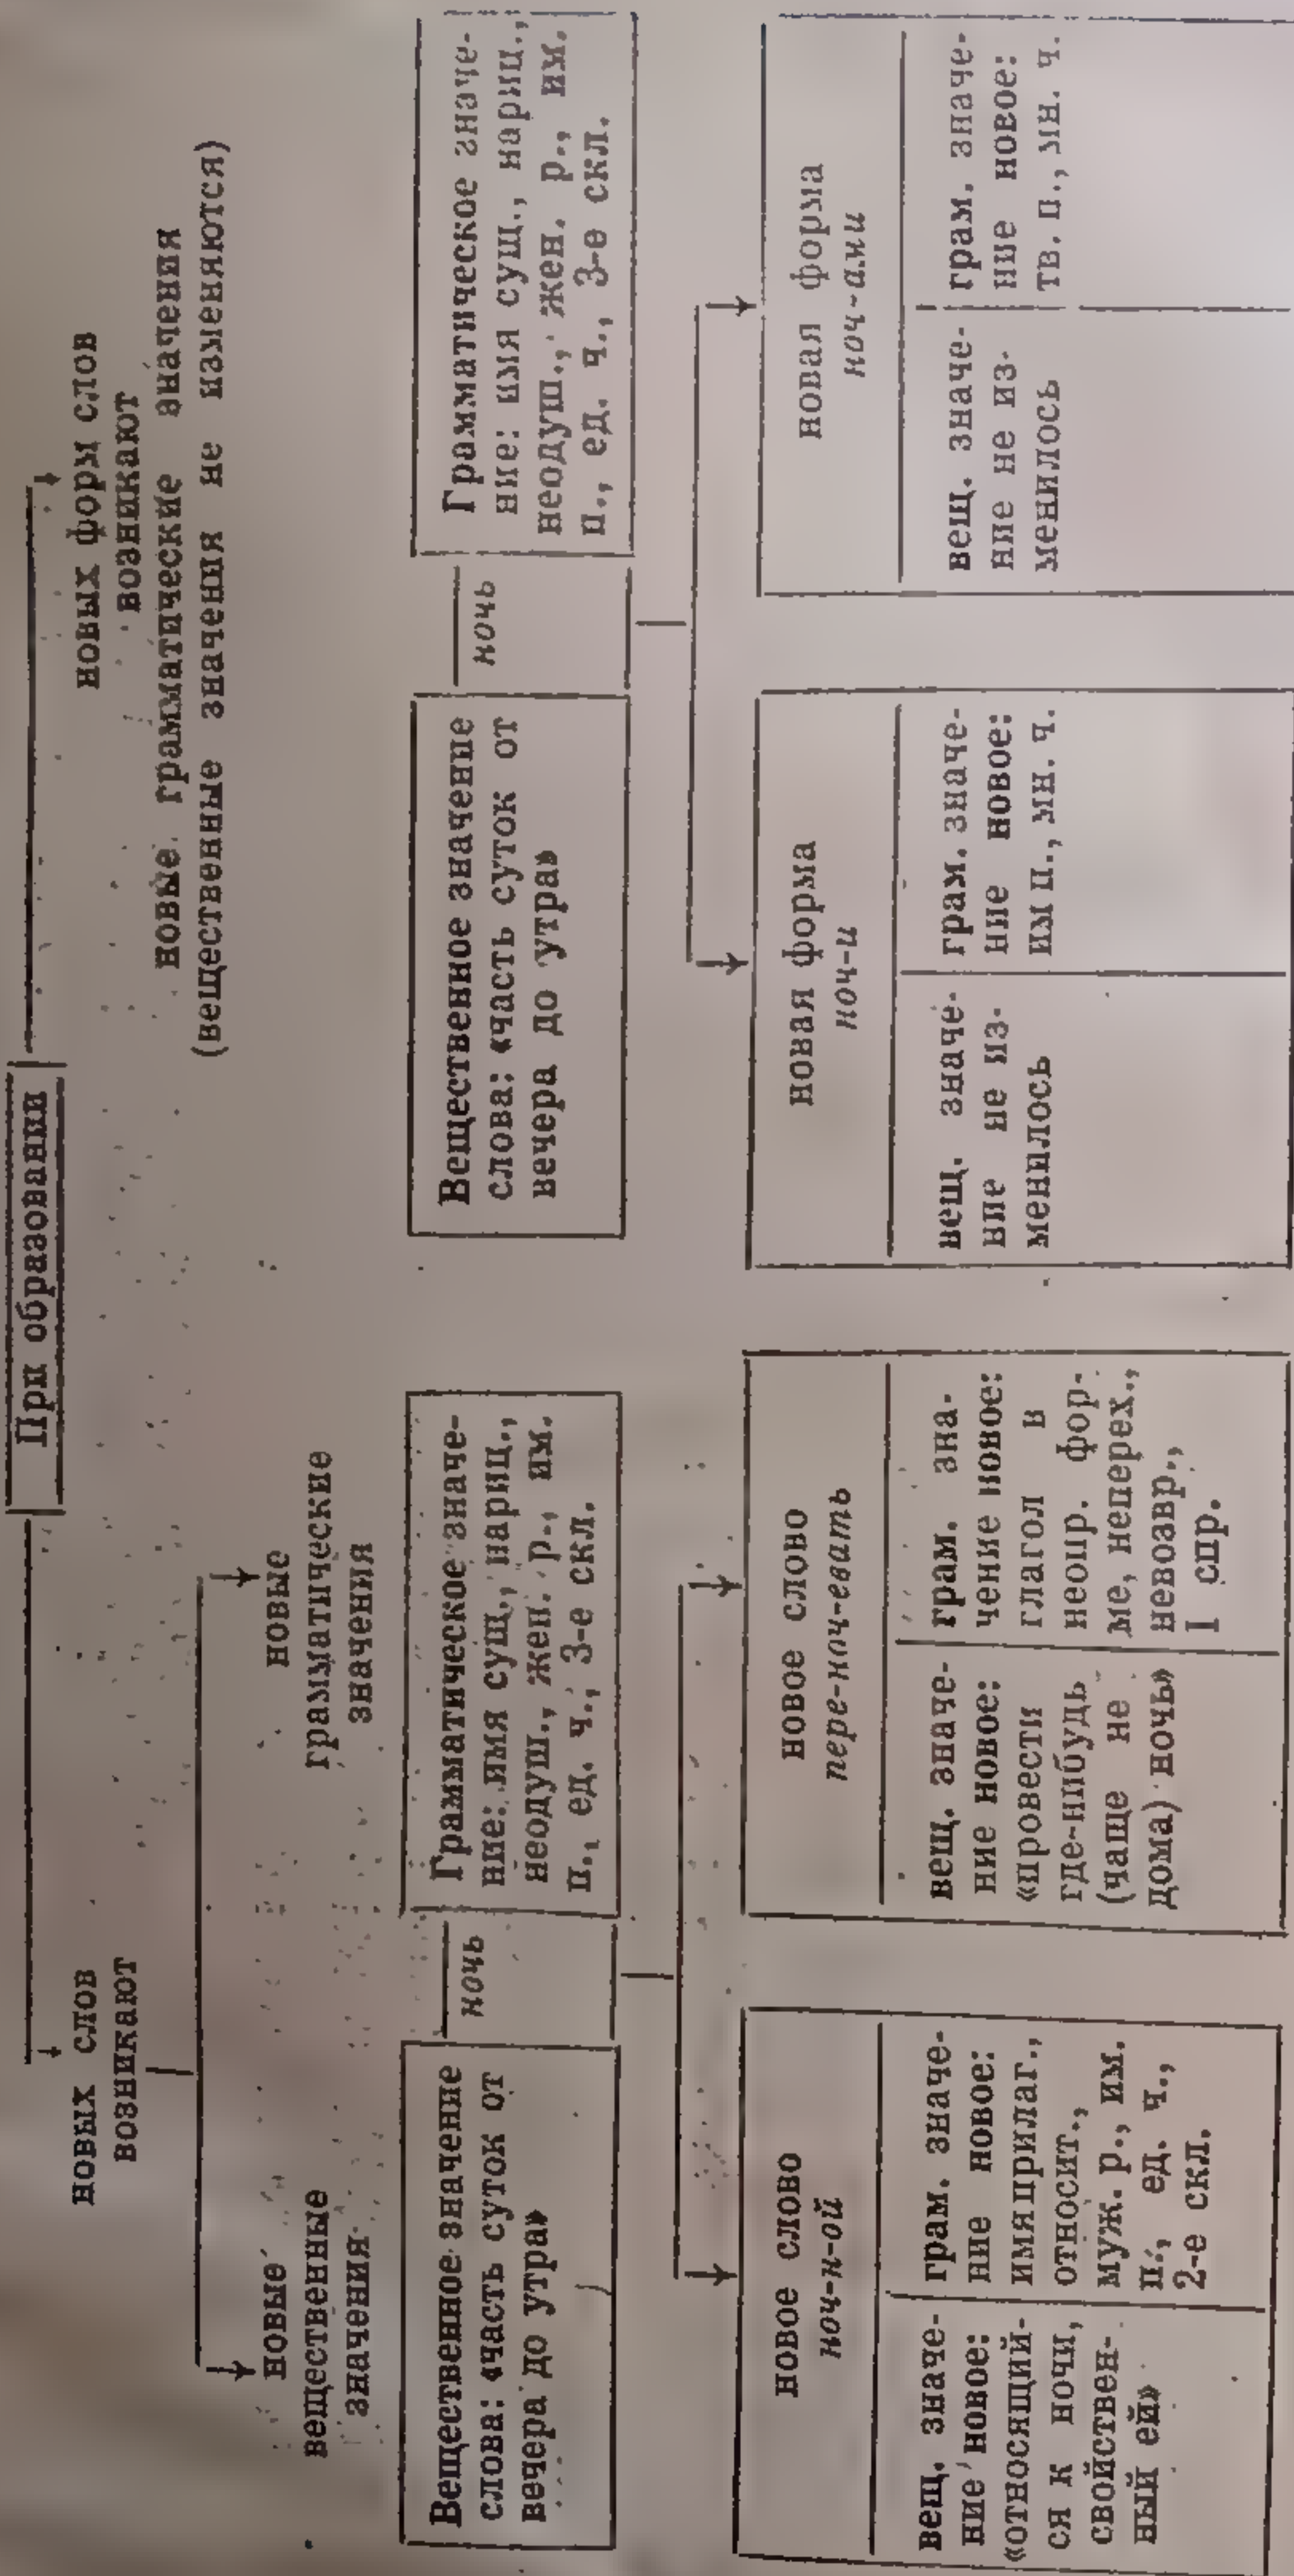 При образовании
новых слов
возникают
новые
вещественные
значения
новые
грамматические
значения
новых форм слов
возникают
новые грамматические значения
(вещественные значения не изменяются)
Вещественное значение
слова: «часть суток от
вечера до утра»
ночь
Грамматическое значе-
ние: имя сущ., нариц.,
неодуш., жен. р., им.
п., ед. ч., 3-е скл.
Вещественное значение
слова: «часть суток от
вечера до утра»
ночь
Грамматическое значе-
ние: имя сущ., нариц.,
неодуш., жен. р., им.
п., ед. ч., 3-е скл.
новое слово
ноч-н-ой
вещ. значе-
ние новое:
«относящий-
ся к ночи,
свойствен-
ный ей»
грам. значе-
ние новое:
имя прилаг.,
относит.,
муж. р., им.
п., ед. ч.,
2-е скл.
новое слово
пере-ноч-евать
вещ. значе-
ние новое:
«провести
где-нибудь
(чаще не
дома) ночь»
грам. зна-
чение новое:
глагол в
неопр. фор-
ме, неперех.,
невозвр.,
I спр.
новая форма
ноч-и
вещ. значе-
ние не из-
менилось
грам. значе-
ние новое:
им п., мн. ч.
новая форма
ноч-ами
вещ. значе-
ние не из-
менилось
грам. значе-
ние новое:
тв. п., мн. ч.